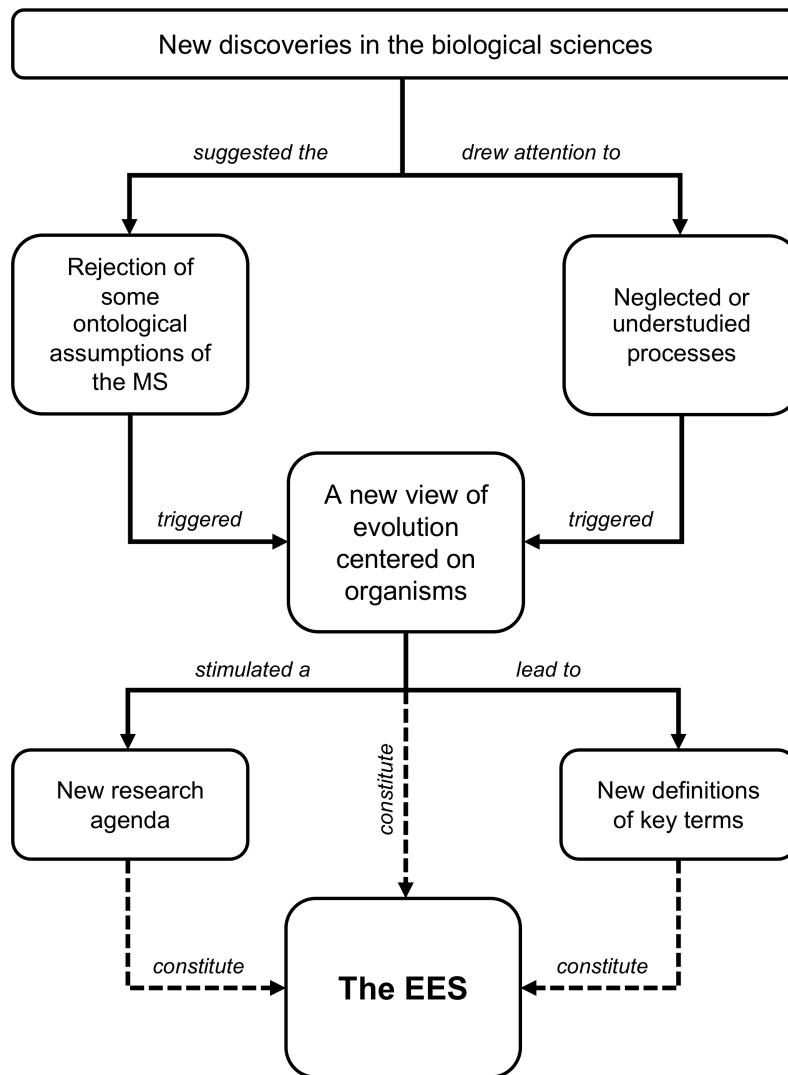 New discoveries in the biological sciences
suggested the
drew attention to
Rejection of
some
ontological
assumptions of
the MS
Neglected or
understudied
processes
triggered
A new view of
evolution
centered on
organisms
triggered
stimulated a
lead to
New research
agenda
constitute
New definitions
of key terms
constitute
The EES
constitute